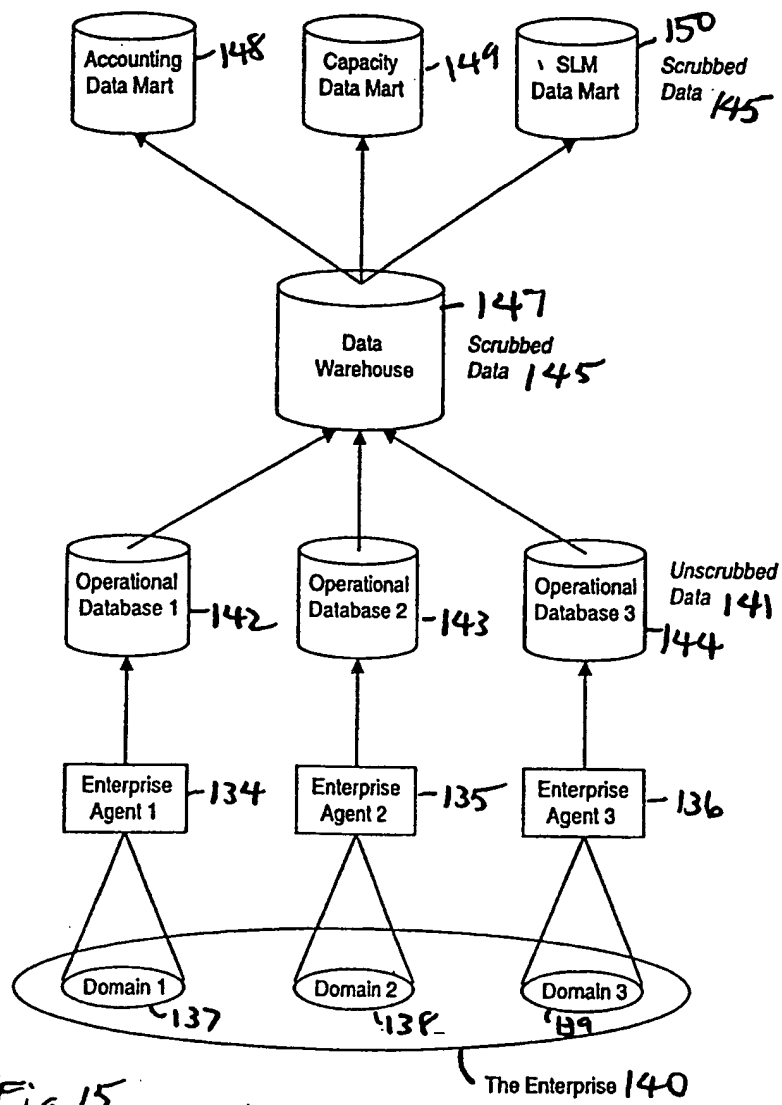 Accounting
Data Mart
148
Capacity
Data Mart
149
SLM
Data Mart
150
Scrubbed
Data 145
Data
Warehouse
147
Scrubbed
Data 145
Operational
Database 1
142
Operational
Database 2
143
Operational
Database 3
144
Unscrubbed
Data 141
Enterprise
Agent 1
134
Enterprise
Agent 2
135
Enterprise
Agent 3
136
Domain 1
137
Domain 2
138
Domain 3
139
The Enterprise 140
Fig 15